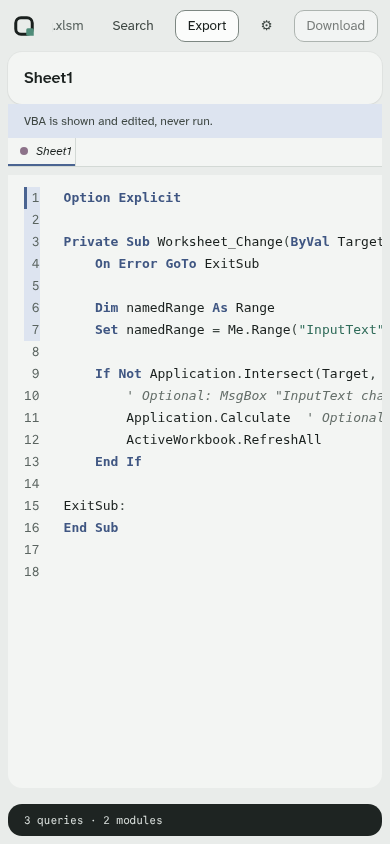 .xlsm Search Export Download
Sheet1
VBA is shown and edited, never run.
Sheet1
1 Option Explicit
2
3 Private Sub Worksheet_Change(ByVal Target
4     On Error GoTo ExitSub
5
6     Dim namedRange As Range
7     Set namedRange = Me.Range("InputText"
8
9     If Not Application.Intersect(Target,
10         ' Optional: MsgBox "InputText cha
11         Application.Calculate  ' Optional
12         ActiveWorkbook.RefreshAll
13     End If
14
15 ExitSub:
16 End Sub
17
18
3 queries · 2 modules